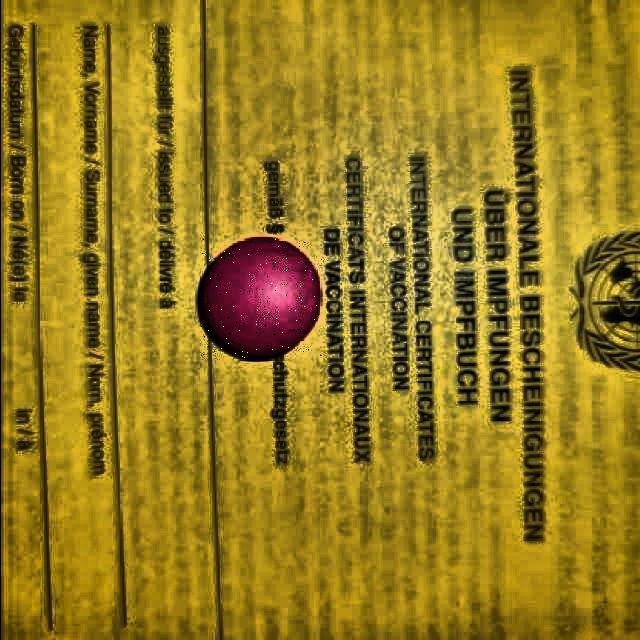 INTERNATIONALE BESCHEINIGUNGEN
ÜBER IMPFUNGEN
UND IMPFBUCH
INTERNATIONAL CERTIFICATES
OF VACCINATION
CERTIFICATS INTERNATIONAUX
DE VACCINATION
gemäß §
ausgestellt für / issued to / délivré à
Name, Vorname / Surname, given name / Nom, prénom
Geburtsdatum / Born on / Né(e) le in / à